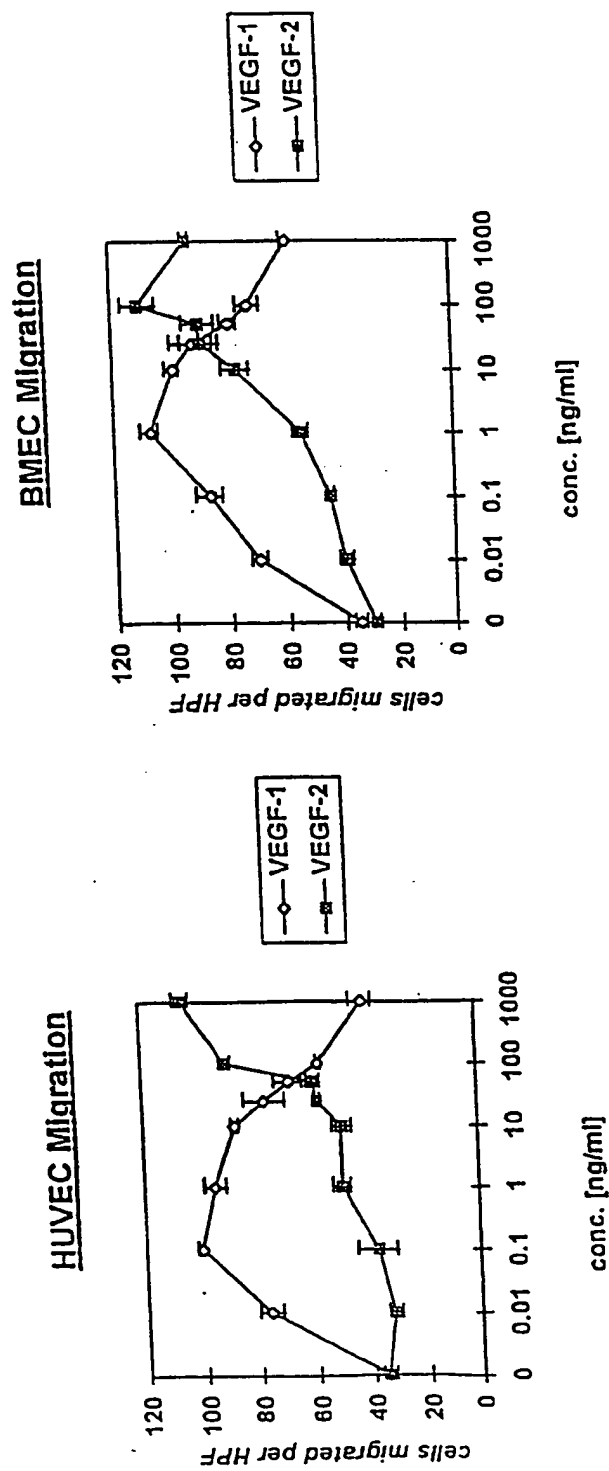 HUVEC Migration
cells migrated per HPF
120
100
80
60
40
20
0
0 0.01 0.1 1 10 100 1000
conc. [ng/ml]
VEGF-1
VEGF-2
BMEC Migration
cells migrated per HPF
120
100
80
60
40
20
0
0 0.01 0.1 1 10 100 1000
conc. [ng/ml]
VEGF-1
VEGF-2